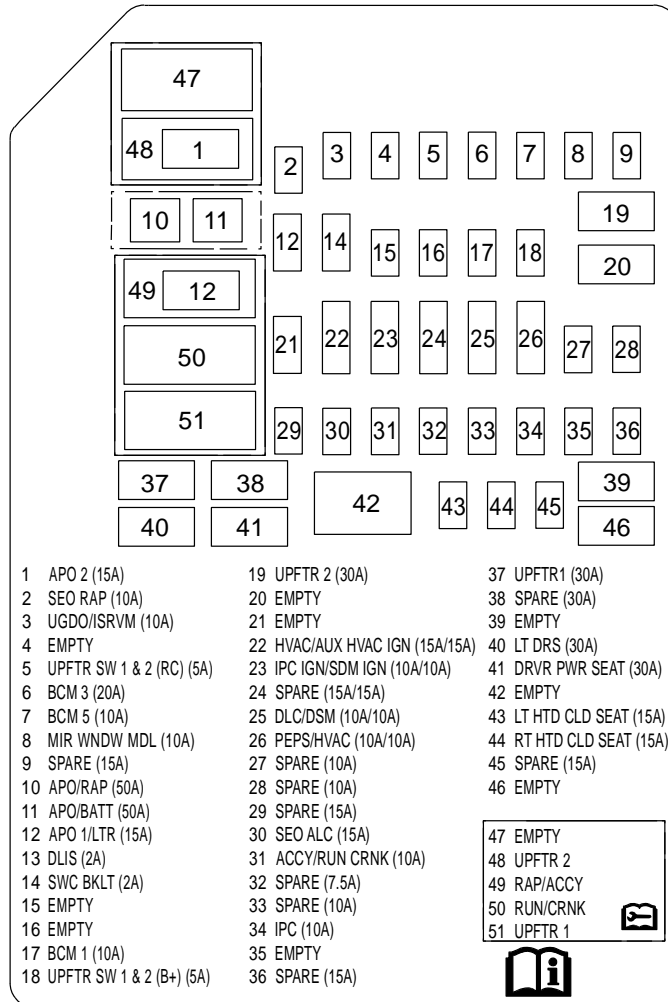 47
48 1
2 3 4 5 6 7 8 9
10 11
19
12 14 15 16 17 18
20
49 12
21 22 23 24 25 26 27 28
50
51
29 30 31 32 33 34 35 36
37 38 42 43 44 45 39
40 41 46
1 APO 2 (15A)
2 SEO RAP (10A)
3 UGDO/ISRVM (10A)
4 EMPTY
5 UPFTR SW 1 & 2 (RC) (5A)
6 BCM 3 (20A)
7 BCM 5 (10A)
8 MIR WNDW MDL (10A)
9 SPARE (15A)
10 APO/RAP (50A)
11 APO/BATT (50A)
12 APO 1/LTR (15A)
13 DLIS (2A)
14 SWC BKLT (2A)
15 EMPTY
16 EMPTY
17 BCM 1 (10A)
18 UPFTR SW 1 & 2 (B+) (5A)
19 UPFTR 2 (30A)
20 EMPTY
21 EMPTY
22 HVAC/AUX HVAC IGN (15A/15A)
23 IPC IGN/SDM IGN (10A/10A)
24 SPARE (15A/15A)
25 DLC/DSM (10A/10A)
26 PEPS/HVAC (10A/10A)
27 SPARE (10A)
28 SPARE (10A)
29 SPARE (15A)
30 SEO ALC (15A)
31 ACCY/RUN CRNK (10A)
32 SPARE (7.5A)
33 SPARE (10A)
34 IPC (10A)
35 EMPTY
36 SPARE (15A)
37 UPFTR1 (30A)
38 SPARE (30A)
39 EMPTY
40 LT DRS (30A)
41 DRVR PWR SEAT (30A)
42 EMPTY
43 LT HTD CLD SEAT (15A)
44 RT HTD CLD SEAT (15A)
45 SPARE (15A)
46 EMPTY
47 EMPTY
48 UPFTR 2
49 RAP/ACCY
50 RUN/CRNK
51 UPFTR 1
i